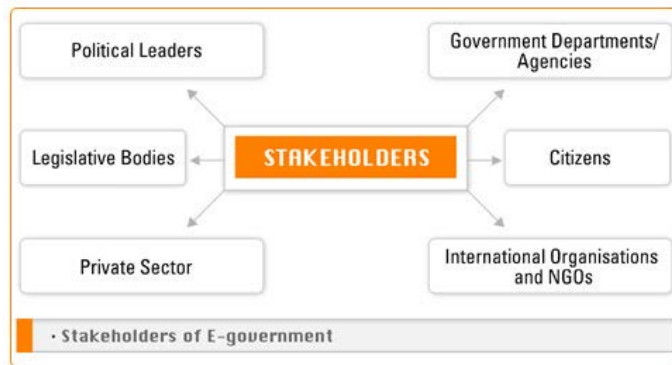 Political Leaders
Government Departments/
Agencies
STAKEHOLDERS
Legislative Bodies
Citizens
Private Sector
International Organisations
and NGOs
· Stakeholders of E-government